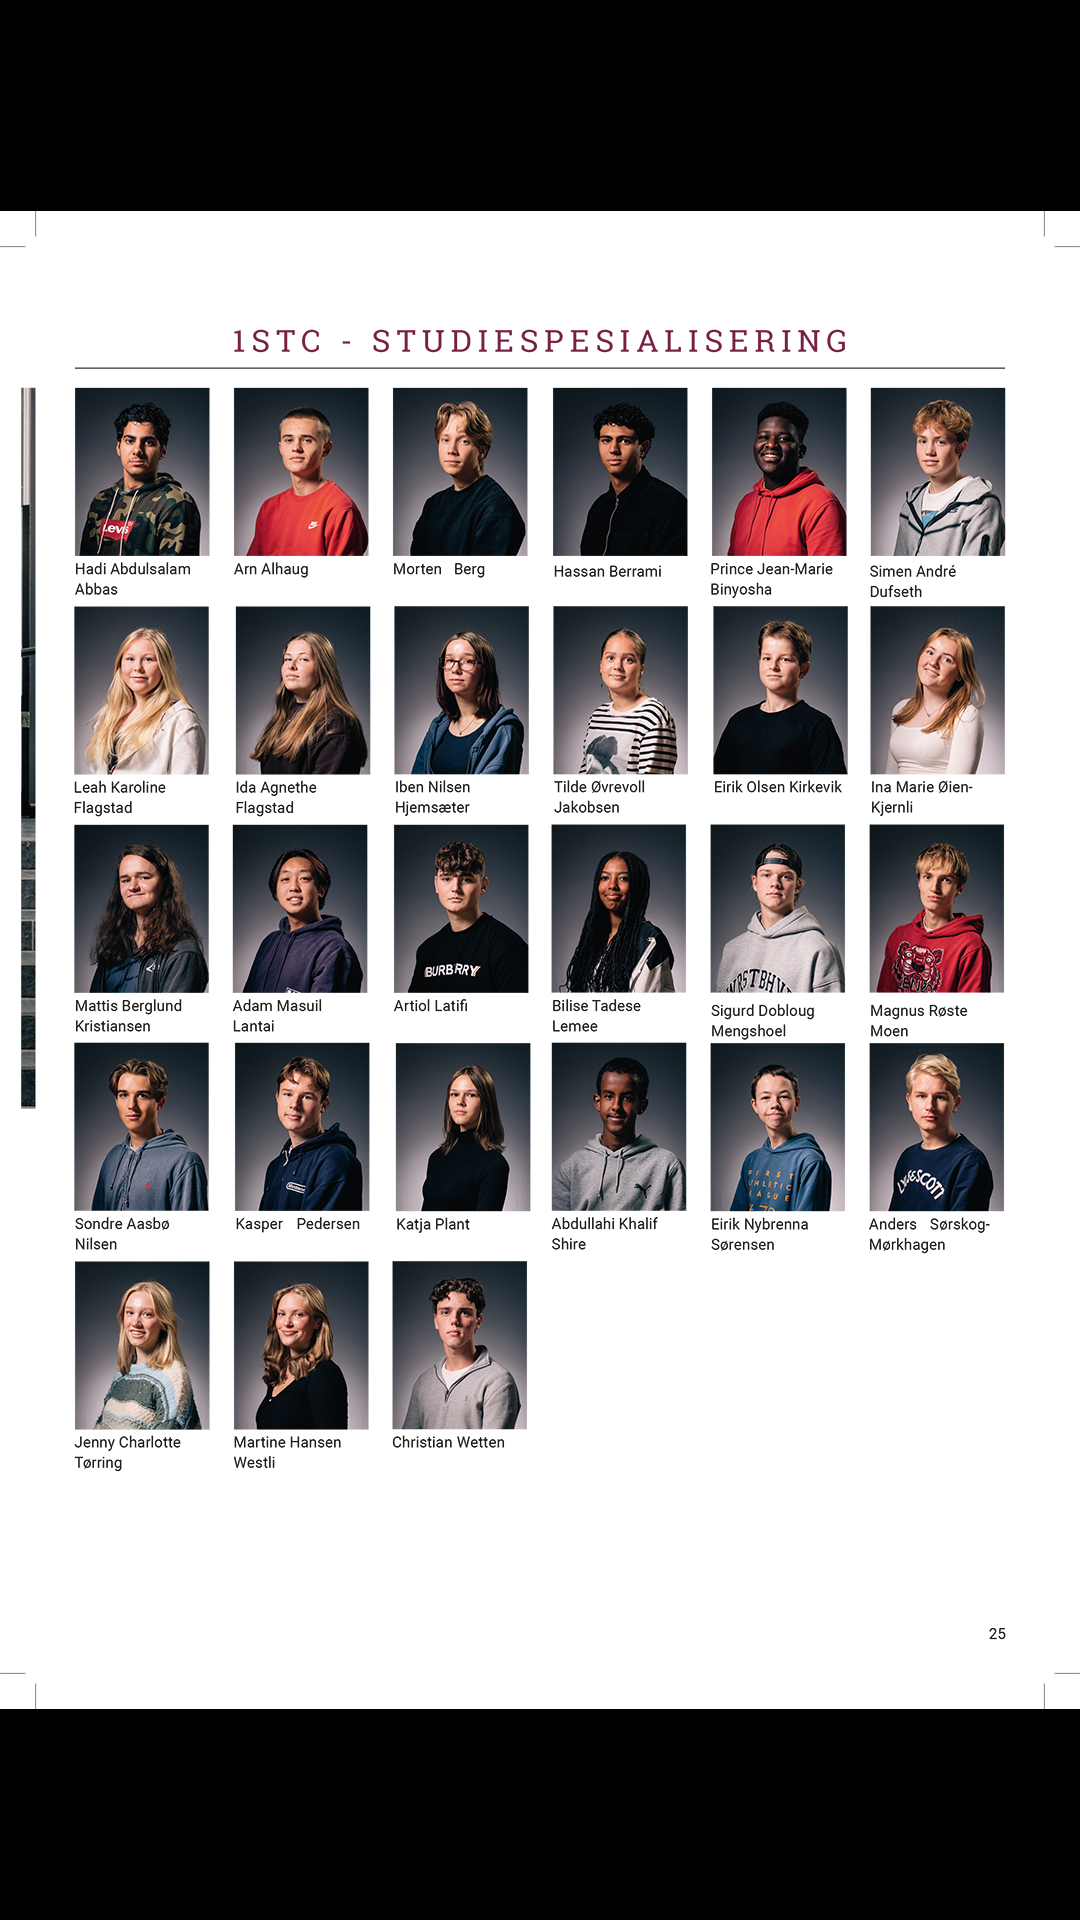 1STC - STUDIESPESIALISERING
Levi's
Hadi Abdulsalam
Abbas
Arn Alhaug
Morten Berg
Hassan Berrami
Prince Jean-Marie
Binyosha
Simen André
Dufseth
Leah Karoline
Flagstad
Ida Agnethe
Flagstad
Iben Nilsen
Hjemsæter
Tilde Øvrevoll
Jakobsen
Eirik Olsen Kirkevik
Ina Marie Øien-
Kjernli
BURB RRY
Mattis Berglund
Kristiansen
Adam Masuil
Lantai
Artiol Latifi
Bilise Tadese
Lemee
Sigurd Dobloug
Mengshoel
Magnus Røste
Moen
FIRST
Sondre Aasbø
Nilsen
Kasper Pedersen
Katja Plant
Abdullahi Khalif
Shire
Eirik Nybrenna
Sørensen
Anders Sørskog-
Mørkhagen
Jenny Charlotte
Tørring
Martine Hansen
Westli
Christian Wetten
25